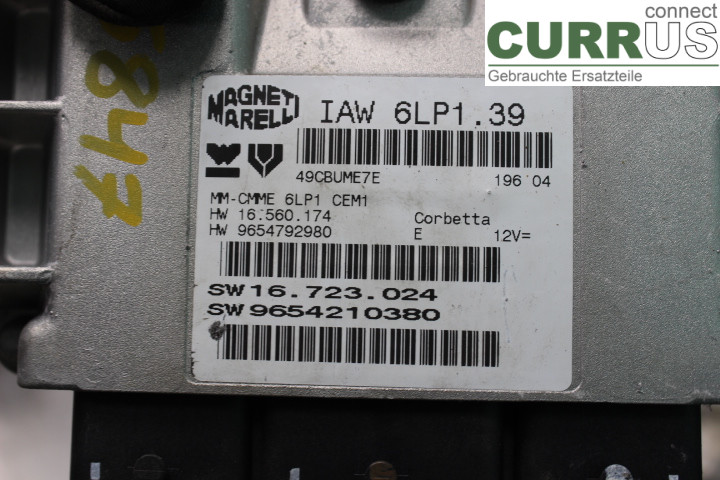 connect
CURRUS
Gebrauchte Ersatzteile
MAGNETI
MARELLI
IAW 6LP1.39
49CBUME7E 196 04
MM-CMME 6LP1 CEM1
HW 16.560.174 Corbetta
HW 9654792980 E 12V=
SW 16.723.024
SW 9654210380